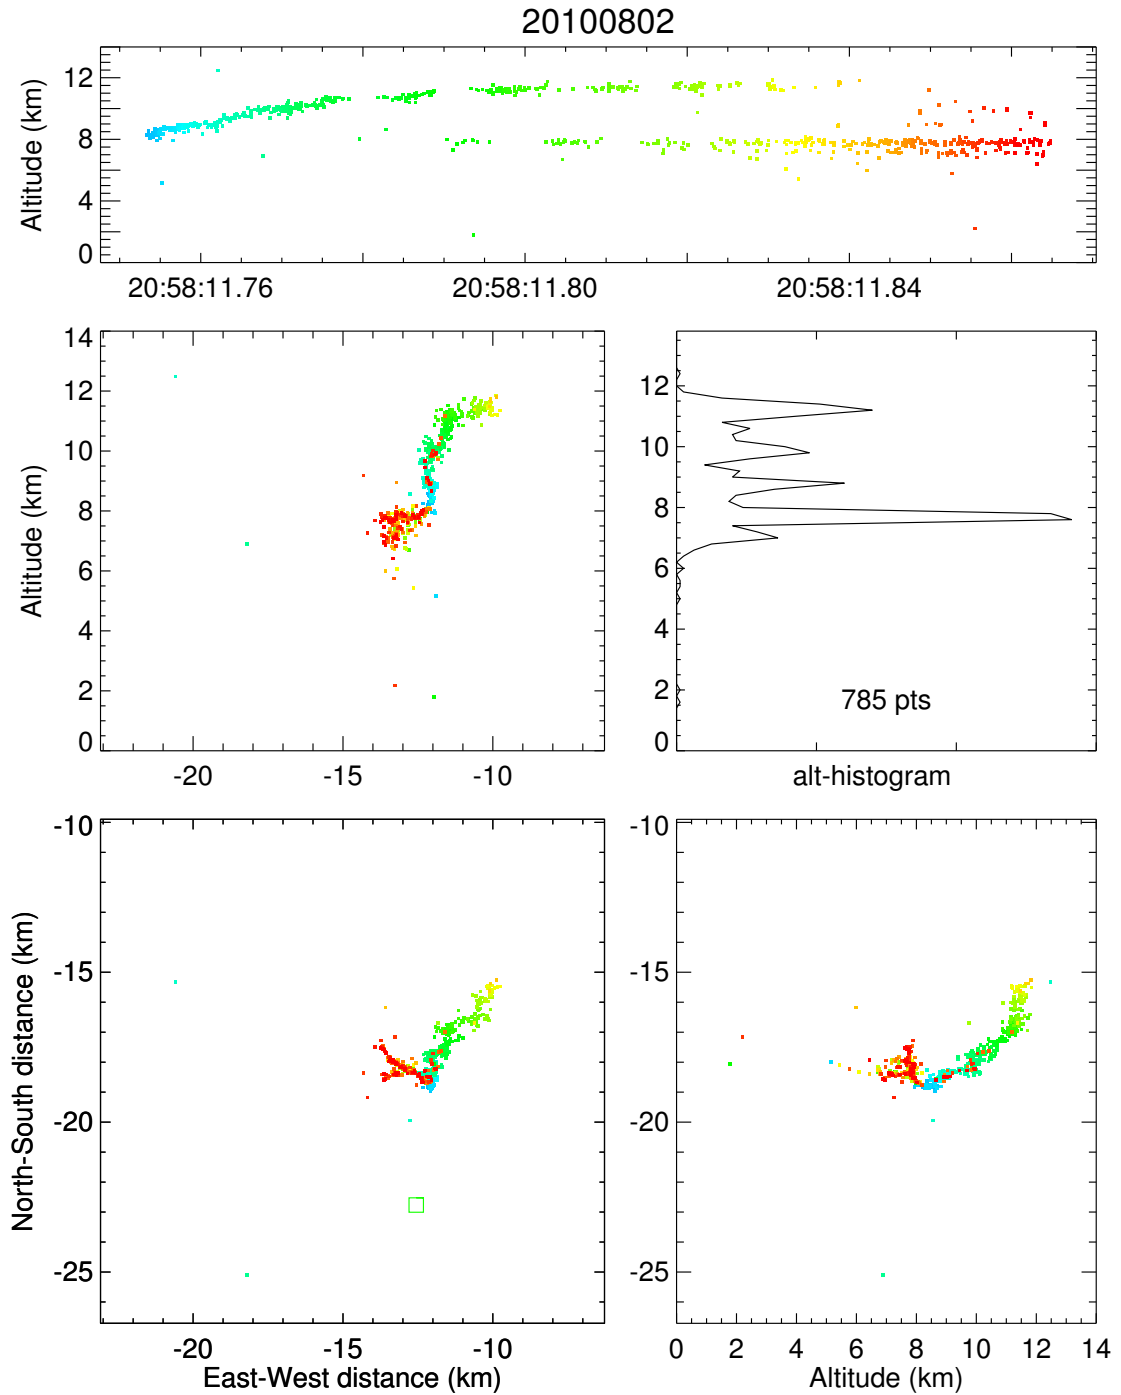 20100802
Altitude (km)
12
8
4
0
20:58:11.76 20:58:11.80 20:58:11.84
Altitude (km)
14
12
10
8
6
4
2
0
-20 -15 -10
12
10
8
6
4
2
0
785 pts
alt-histogram
North-South distance (km)
-10
-15
-20
-25
-20 -15 -10
East-West distance (km)
-10
-15
-20
-25
0 2 4 6 8 10 12 14
Altitude (km)